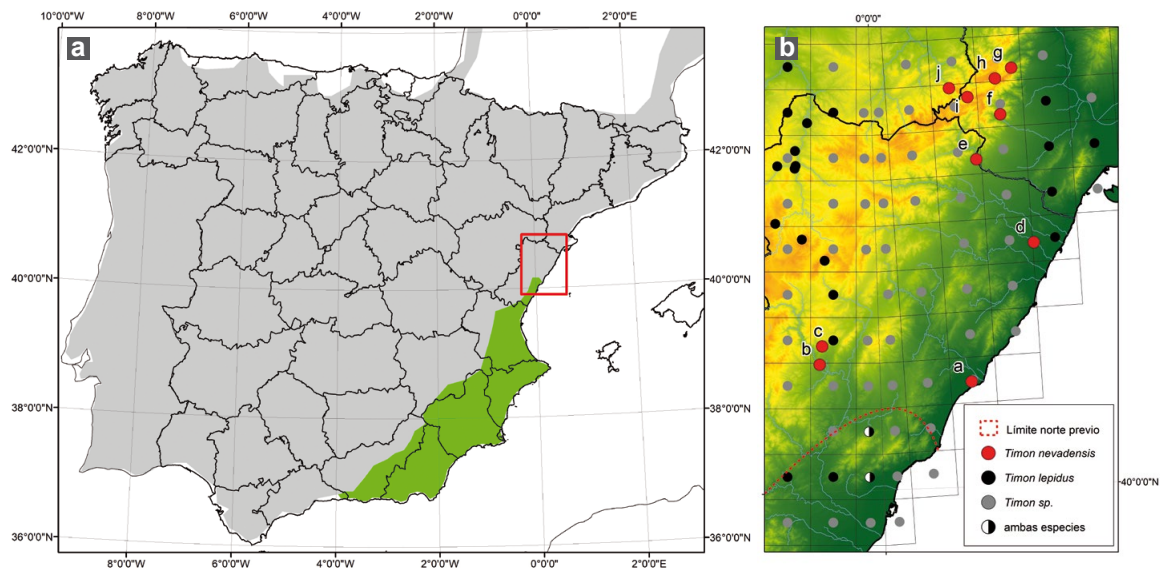 10°0'0"W 8°0'0"W 6°0'0"W 4°0'0"W 2°0'0"W 0°0'0" 2°0'0"E
a
42°0'0"N 42°0'0"N
40°0'0"N 40°0'0"N
38°0'0"N 38°0'0"N
36°0'0"N 36°0'0"N
8°0'0"W 6°0'0"W 4°0'0"W 2°0'0"W 0°0'0" 2°0'0"E
0°0'0"
b
g
h
j
i
f
e
d
c
b
a
Límite norte previo
Timon nevadensis
Timon lepidus
Timon sp.
ambas especies
40°0'0"N